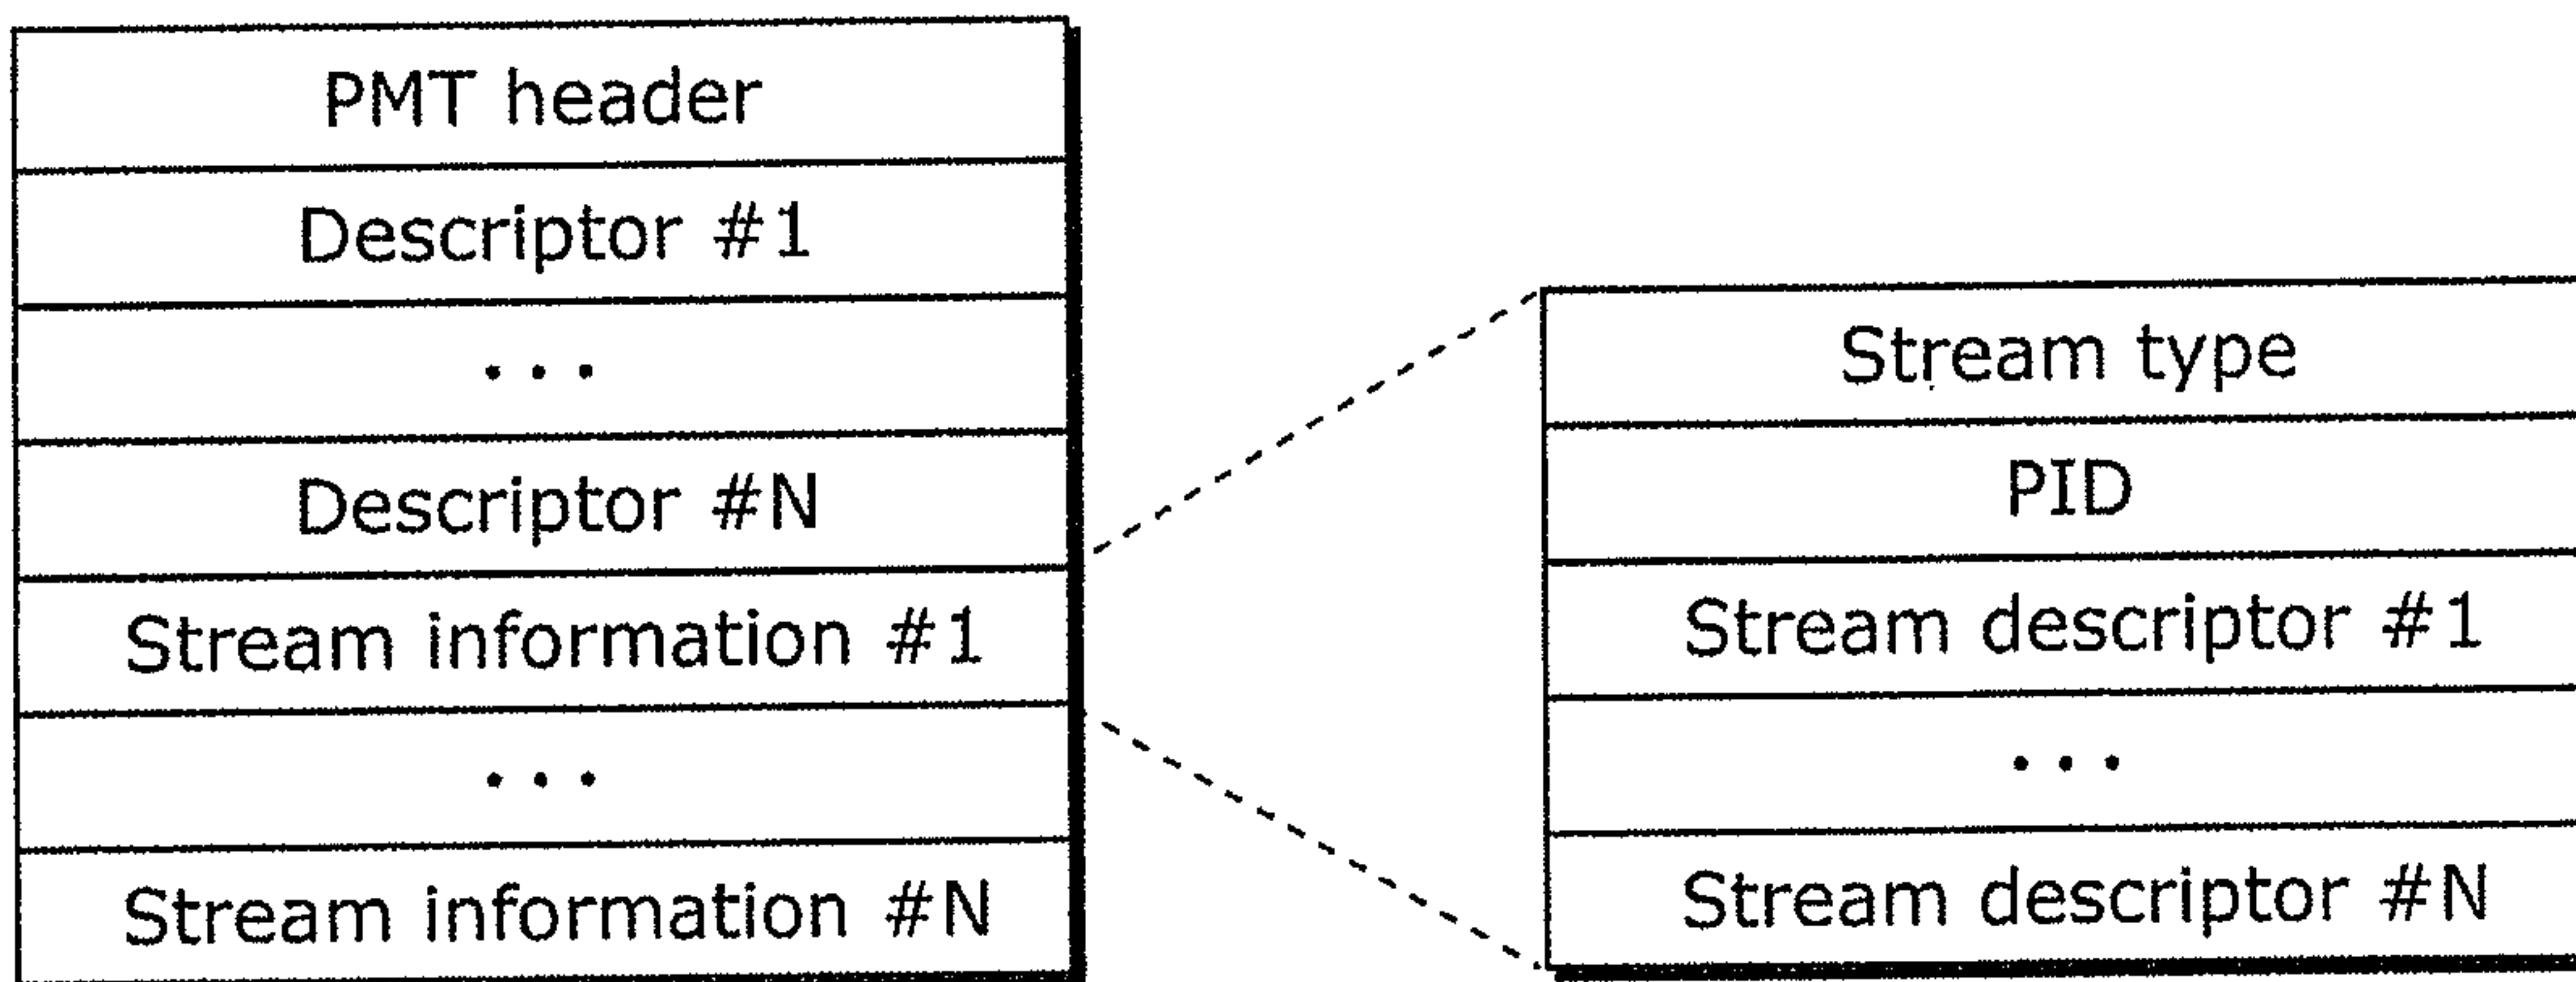 PMT header
Descriptor #1
...
Descriptor #N
Stream information #1
...
Stream information #N
Stream type
PID
Stream descriptor #1
...
Stream descriptor #N